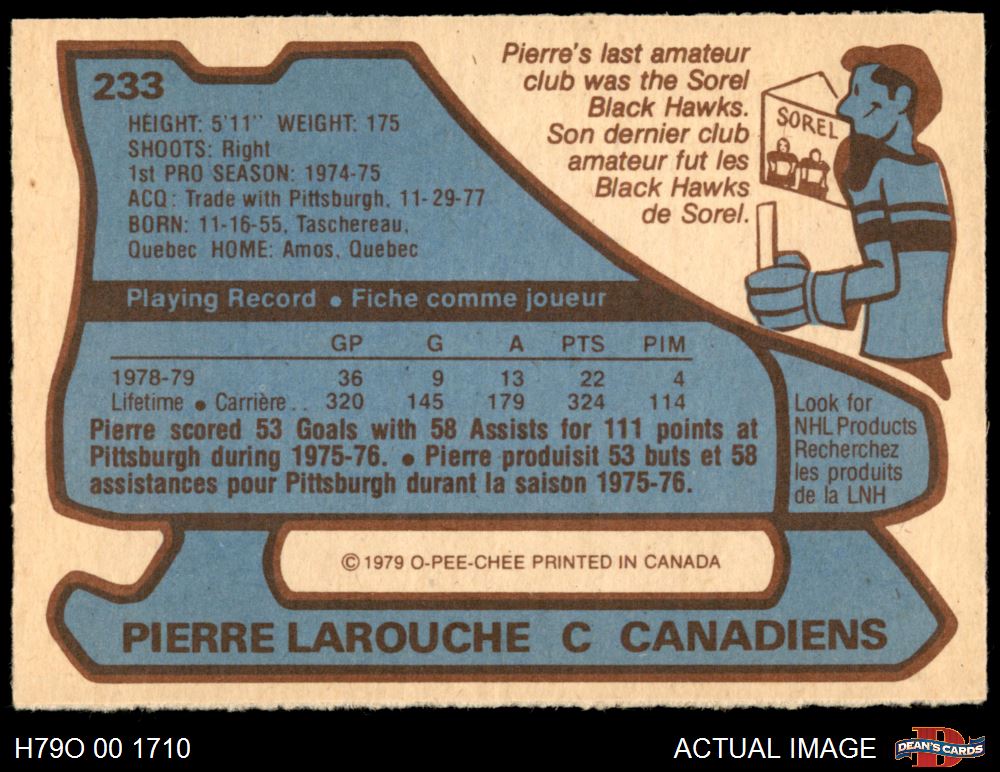 233
HEIGHT: 5'11" WEIGHT: 175
SHOOTS: Right
1st PRO SEASON: 1974-75
ACQ: Trade with Pittsburgh, 11-29-77
BORN: 11-16-55, Taschereau,
Quebec HOME: Amos, Quebec
Pierre's last amateur
club was the Sorel
Black Hawks.
Son dernier club
amateur fut les
Black Hawks
de Sorel.
SOREL
Playing Record • Fiche comme joueur
GP G A PTS PIM
1978-79 36 9 13 22 4
Lifetime • Carrière.. 320 145 179 324 114
Pierre scored 53 Goals with 58 Assists for 111 points at
Pittsburgh during 1975-76. • Pierre produisit 53 buts et 58
assistances pour Pittsburgh durant la saison 1975-76.
Look for
NHL Products
Recherchez
les produits
de la LNH
© 1979 O-PEE-CHEE PRINTED IN CANADA
PIERRE LAROUCHE C CANADIENS
H79O 00 1710
ACTUAL IMAGE
D
DEAN'S CARDS